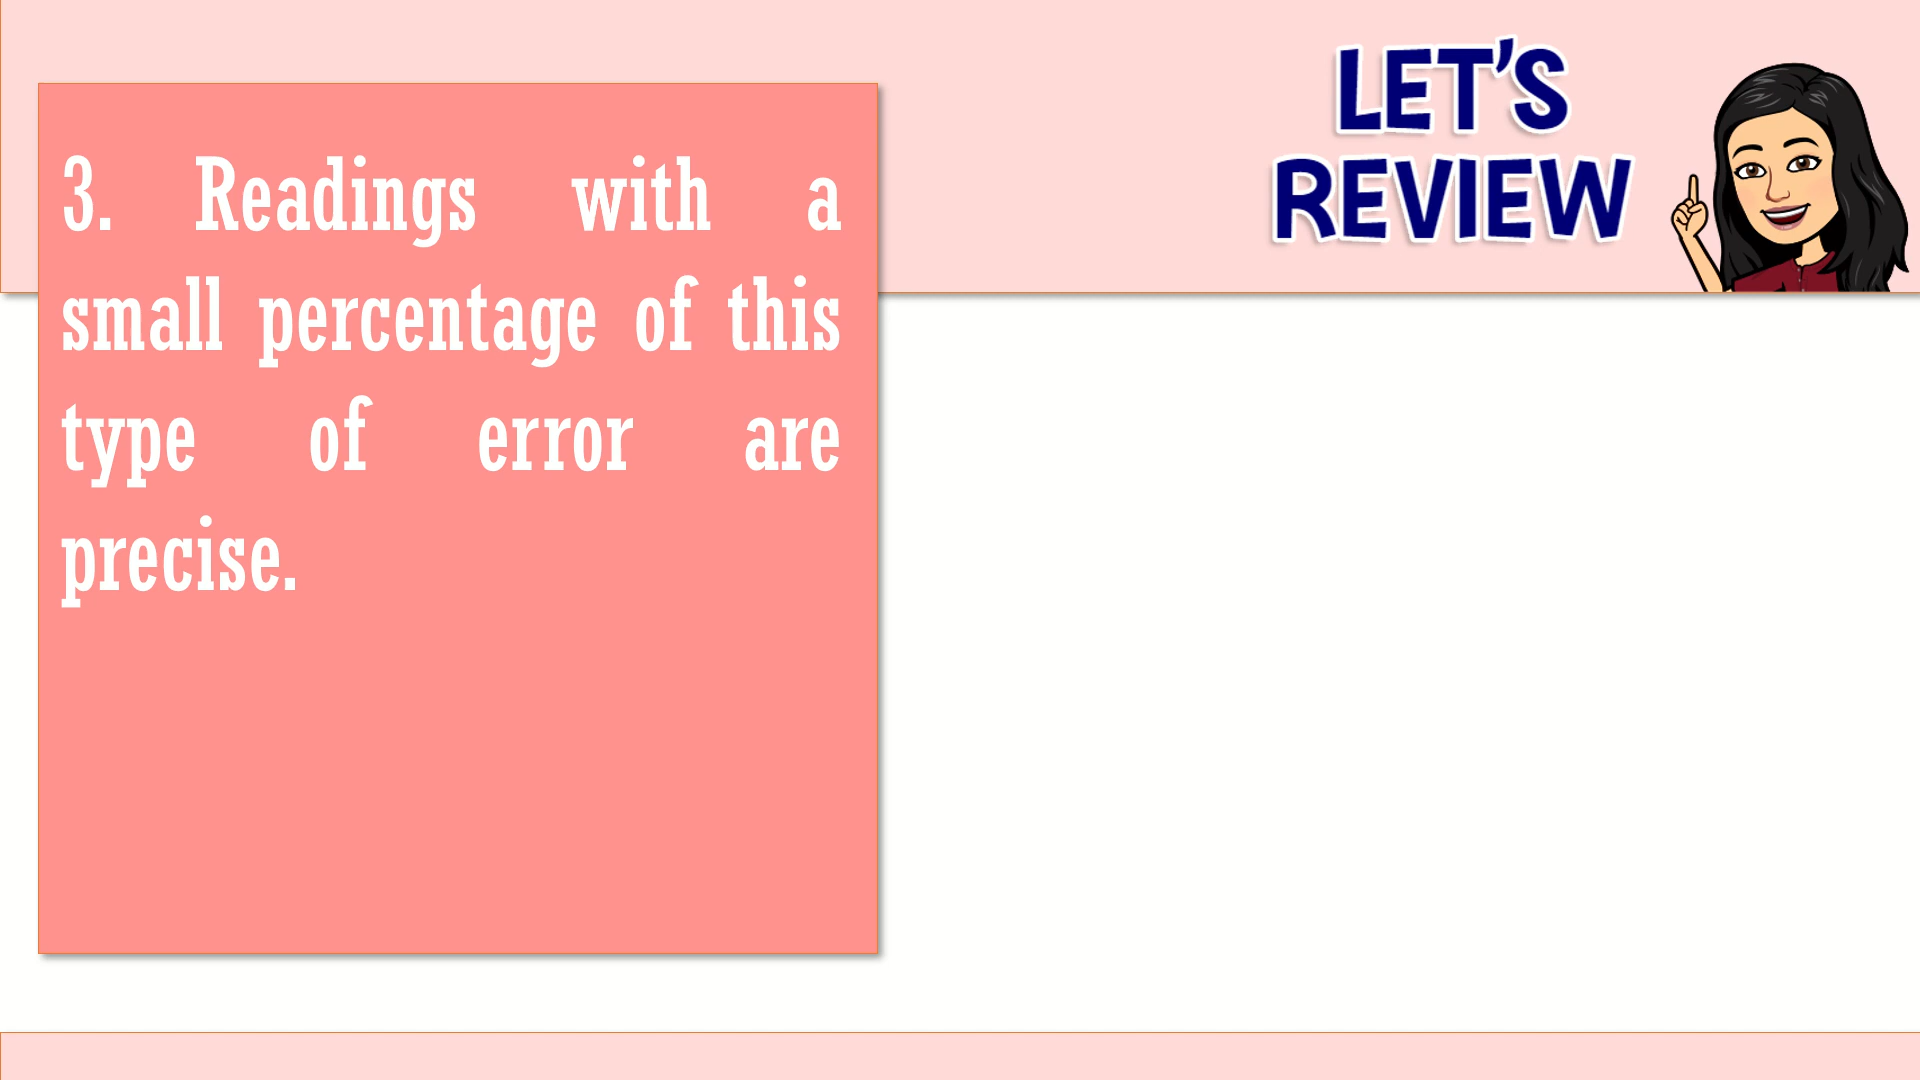 LET'S
REVIEW
3. Readings with a
small percentage of this
type of error are
precise.